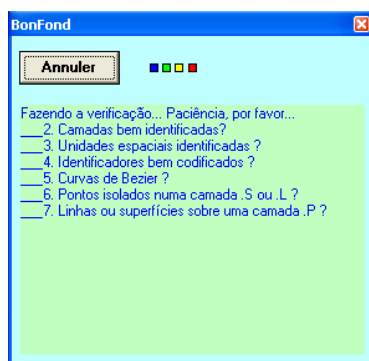 BonFond
Annuler
Fazendo a verificação... Paciência, por favor...
___2. Camadas bem identificadas?
___3. Unidades espaciais identificadas ?
___4. Identificadores bem codificados ?
___5. Curvas de Bezier ?
___6. Pontos isolados numa camada .S ou .L ?
___7. Linhas ou superfícies sobre uma camada .P ?